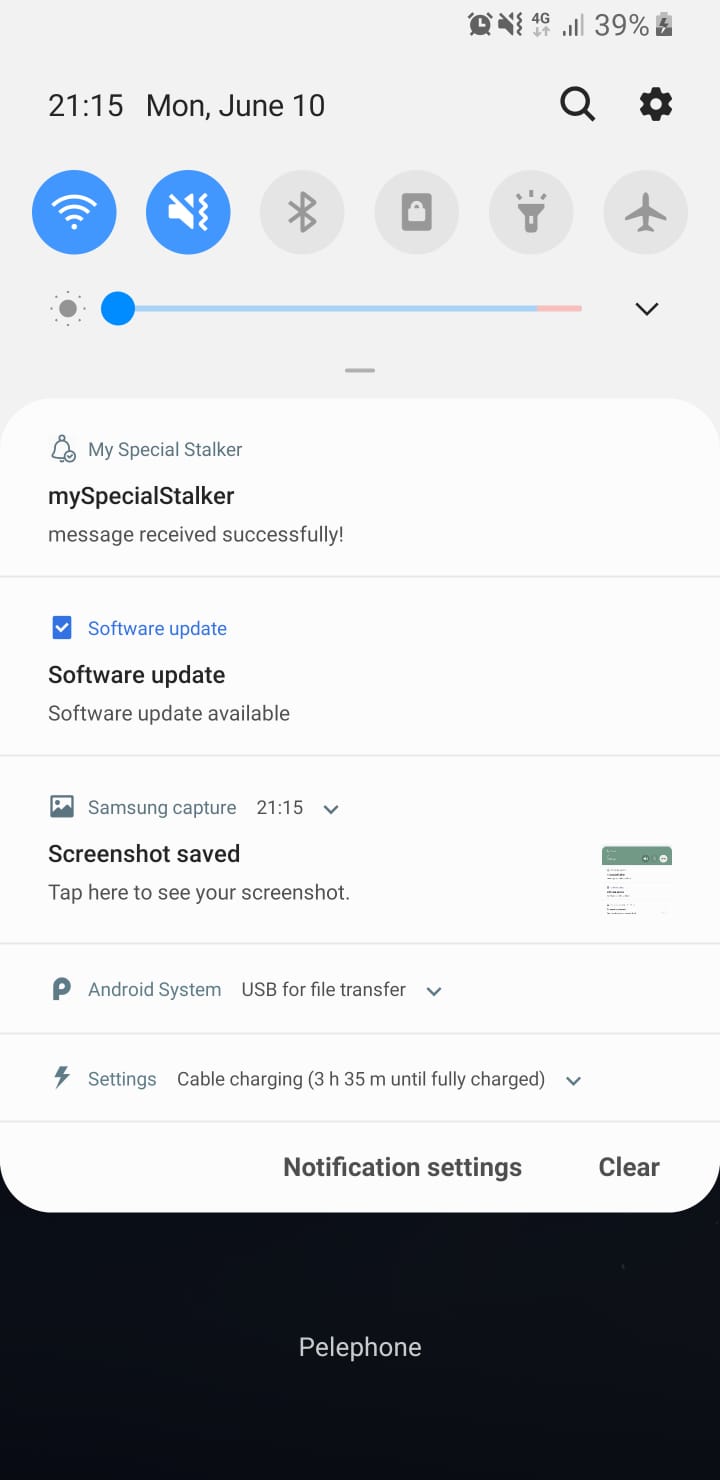 4G 39%
21:15 Mon, June 10
My Special Stalker
mySpecialStalker
message received successfully!
Software update
Software update
Software update available
Samsung capture 21:15
Screenshot saved
Tap here to see your screenshot.
Android System USB for file transfer
Settings Cable charging (3 h 35 m until fully charged)
Notification settings Clear
Pelephone